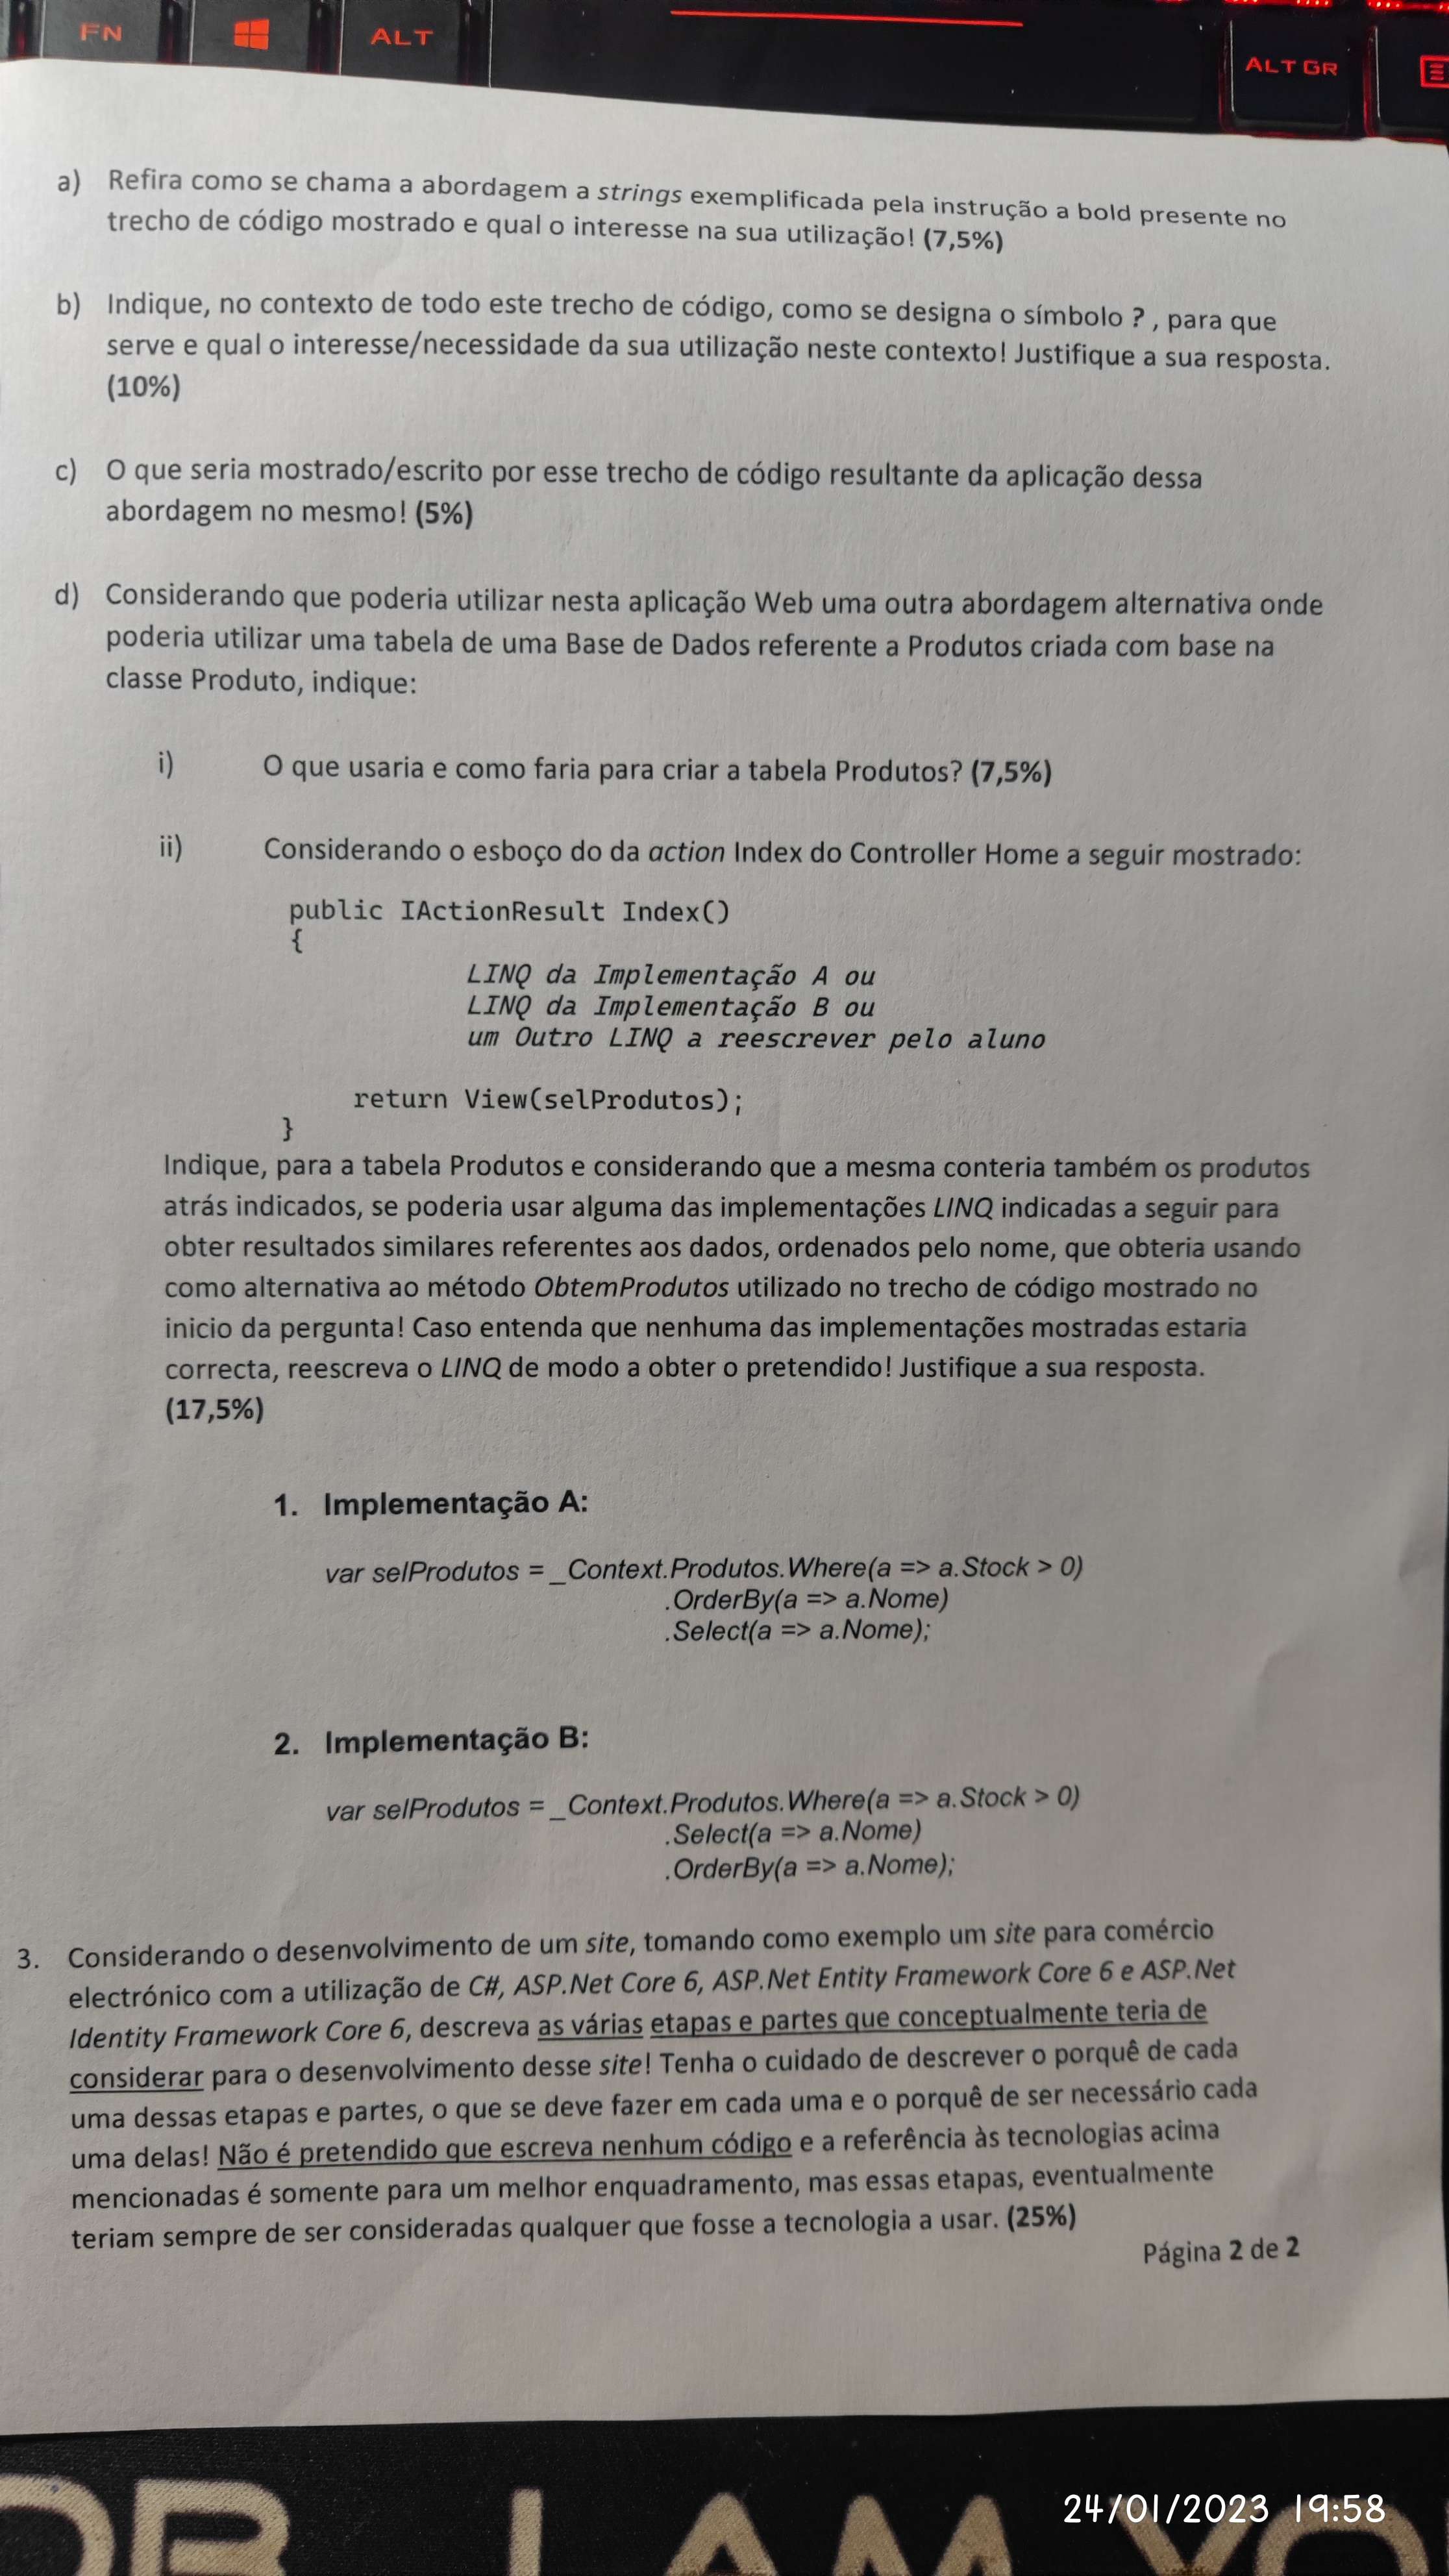 FN
ALT
ALT GR
a) Refira como se chama a abordagem a strings exemplificada pela instrução a bold presente no
trecho de código mostrado e qual o interesse na sua utilização! (7,5%)
b) Indique, no contexto de todo este trecho de código, como se designa o símbolo ? , para que
serve e qual o interesse/necessidade da sua utilização neste contexto! Justifique a sua resposta.
(10%)
c) O que seria mostrado/escrito por esse trecho de código resultante da aplicação dessa
abordagem no mesmo! (5%)
d) Considerando que poderia utilizar nesta aplicação Web uma outra abordagem alternativa onde
poderia utilizar uma tabela de uma Base de Dados referente a Produtos criada com base na
classe Produto, indique:
i) O que usaria e como faria para criar a tabela Produtos? (7,5%)
ii) Considerando o esboço do da action Index do Controller Home a seguir mostrado:
public IActionResult Index()
{
LINQ da Implementação A ou
LINQ da Implementação B ou
um Outro LINQ a reescrever pelo aluno
return View(selProdutos);
}
Indique, para a tabela Produtos e considerando que a mesma conteria também os produtos
atrás indicados, se poderia usar alguma das implementações LINQ indicadas a seguir para
obter resultados similares referentes aos dados, ordenados pelo nome, que obteria usando
como alternativa ao método ObtemProdutos utilizado no trecho de código mostrado no
inicio da pergunta! Caso entenda que nenhuma das implementações mostradas estaria
correcta, reescreva o LINQ de modo a obter o pretendido! Justifique a sua resposta.
(17,5%)
1. Implementação A:
var selProdutos = _Context.Produtos.Where(a => a.Stock > 0)
.OrderBy(a => a.Nome)
.Select(a => a.Nome);
2. Implementação B:
var selProdutos = _Context.Produtos.Where(a => a.Stock > 0)
.Select(a => a.Nome)
.OrderBy(a => a.Nome);
3. Considerando o desenvolvimento de um site, tomando como exemplo um site para comércio
electrónico com a utilização de C#, ASP.Net Core 6, ASP.Net Entity Framework Core 6 e ASP.Net
Identity Framework Core 6, descreva as várias etapas e partes que conceptualmente teria de
considerar para o desenvolvimento desse site! Tenha o cuidado de descrever o porquê de cada
uma dessas etapas e partes, o que se deve fazer em cada uma e o porquê de ser necessário cada
uma delas! Não é pretendido que escreva nenhum código e a referência às tecnologias acima
mencionadas é somente para um melhor enquadramento, mas essas etapas, eventualmente
teriam sempre de ser consideradas qualquer que fosse a tecnologia a usar. (25%)
Página 2 de 2
I AM
24/01/2023 19:58